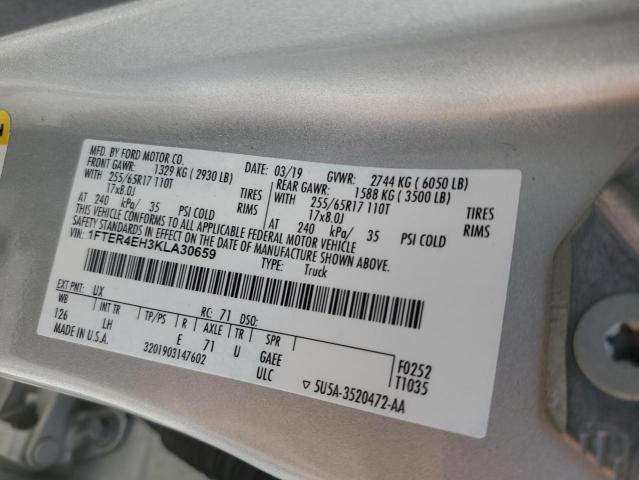 MFD. BY FORD MOTOR CO.
DATE: 03/19 GVWR: 2744 KG ( 6050 LB)
FRONT GAWR: 1329 KG ( 2930 LB) REAR GAWR: 1588 KG ( 3500 LB)
WITH 255/65R17 110T TIRES WITH 255/65R17 110T TIRES
17x8.0J RIMS 17x8.0J RIMS
AT 240 kPa/ 35 PSI COLD AT 240 kPa/ 35 PSI COLD
THIS VEHICLE CONFORMS TO ALL APPLICABLE FEDERAL MOTOR VEHICLE
SAFETY STANDARDS IN EFFECT ON THE DATE OF MANUFACTURE SHOWN ABOVE.
VIN: 1FTER4EH3KLA30659
TYPE: Truck
EXT PNT: UX RC: 71 DSO:
WB INT TR TP/PS R AXLE TR SPR
126 LH E 71 U GAEE F0252
MADE IN U.S.A. 3201903147602 ULC T1035
▽ 5U5A-3520472-AA